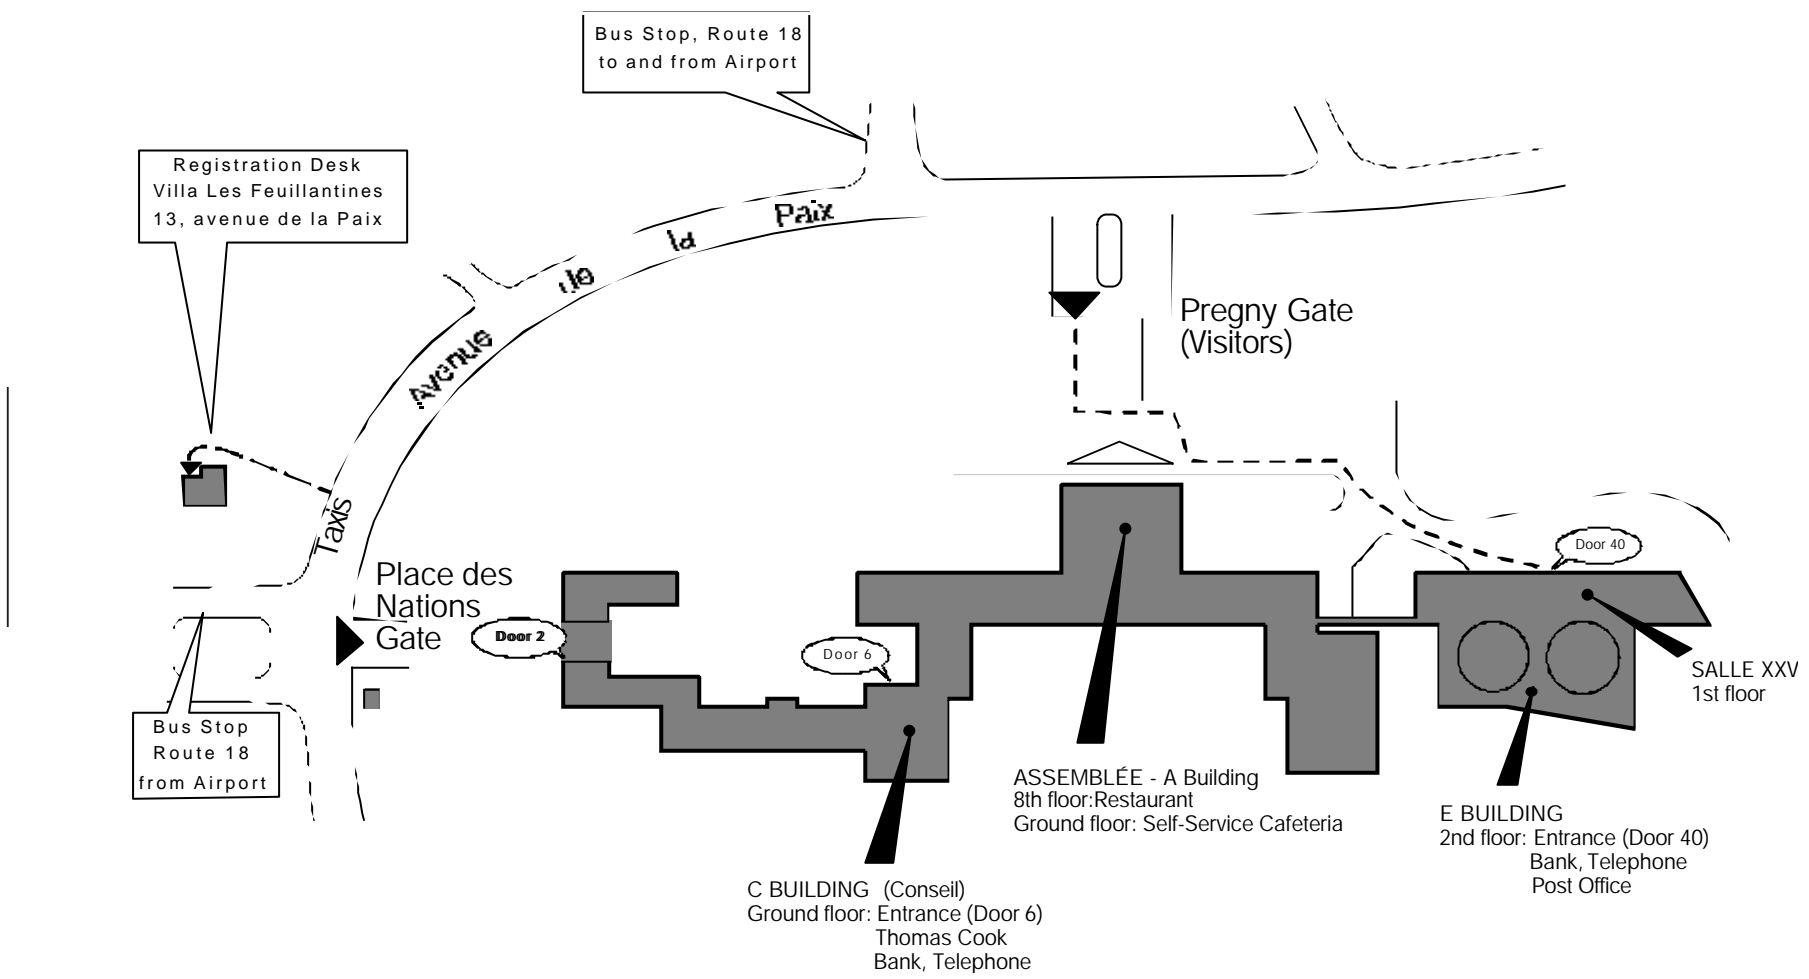 Bus Stop, Route 18
to and from Airport
Registration Desk
Villa Les Feuillantines
13, avenue de la Paix
Avenue de la Paix
Pregny Gate
(Visitors)
Taxis
Place des
Nations
Gate
Door 2
Door 6
Door 40
SALLE XXV
1st floor
Bus Stop
Route 18
from Airport
ASSEMBLÉE - A Building
8th floor:Restaurant
Ground floor: Self-Service Cafeteria
E BUILDING
2nd floor: Entrance (Door 40)
Bank, Telephone
Post Office
C BUILDING (Conseil)
Ground floor: Entrance (Door 6)
Thomas Cook
Bank, Telephone